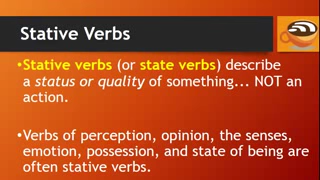 Stative Verbs
•Stative verbs (or state verbs) describe
a status or quality of something... NOT an
action.
•Verbs of perception, opinion, the senses,
emotion, possession, and state of being are
often stative verbs.